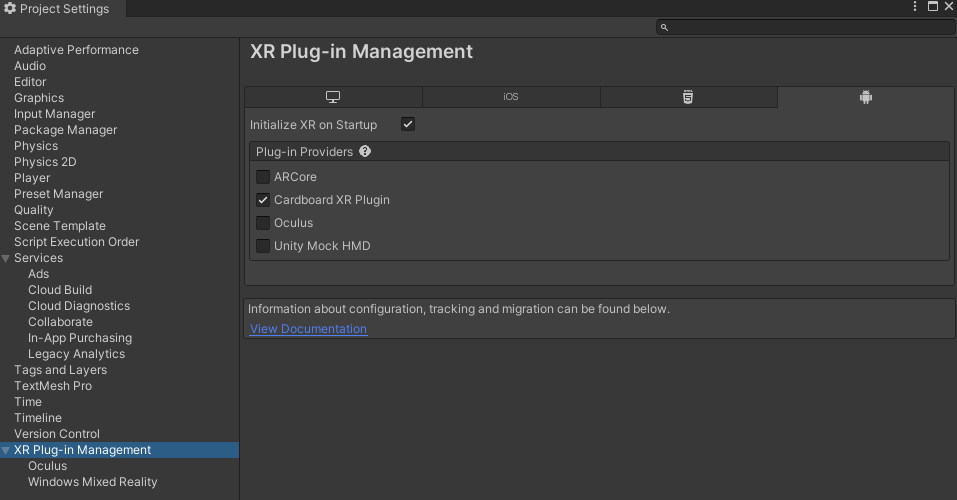 Project Settings
Adaptive Performance
Audio
Editor
Graphics
Input Manager
Package Manager
Physics
Physics 2D
Player
Preset Manager
Quality
Scene Template
Script Execution Order
Services
Ads
Cloud Build
Cloud Diagnostics
Collaborate
In-App Purchasing
Legacy Analytics
Tags and Layers
TextMesh Pro
Time
Timeline
Version Control
XR Plug-in Management
Oculus
Windows Mixed Reality
XR Plug-in Management
iOS
Initialize XR on Startup
Plug-in Providers ?
ARCore
Cardboard XR Plugin
Oculus
Unity Mock HMD
Information about configuration, tracking and migration can be found below.
View Documentation